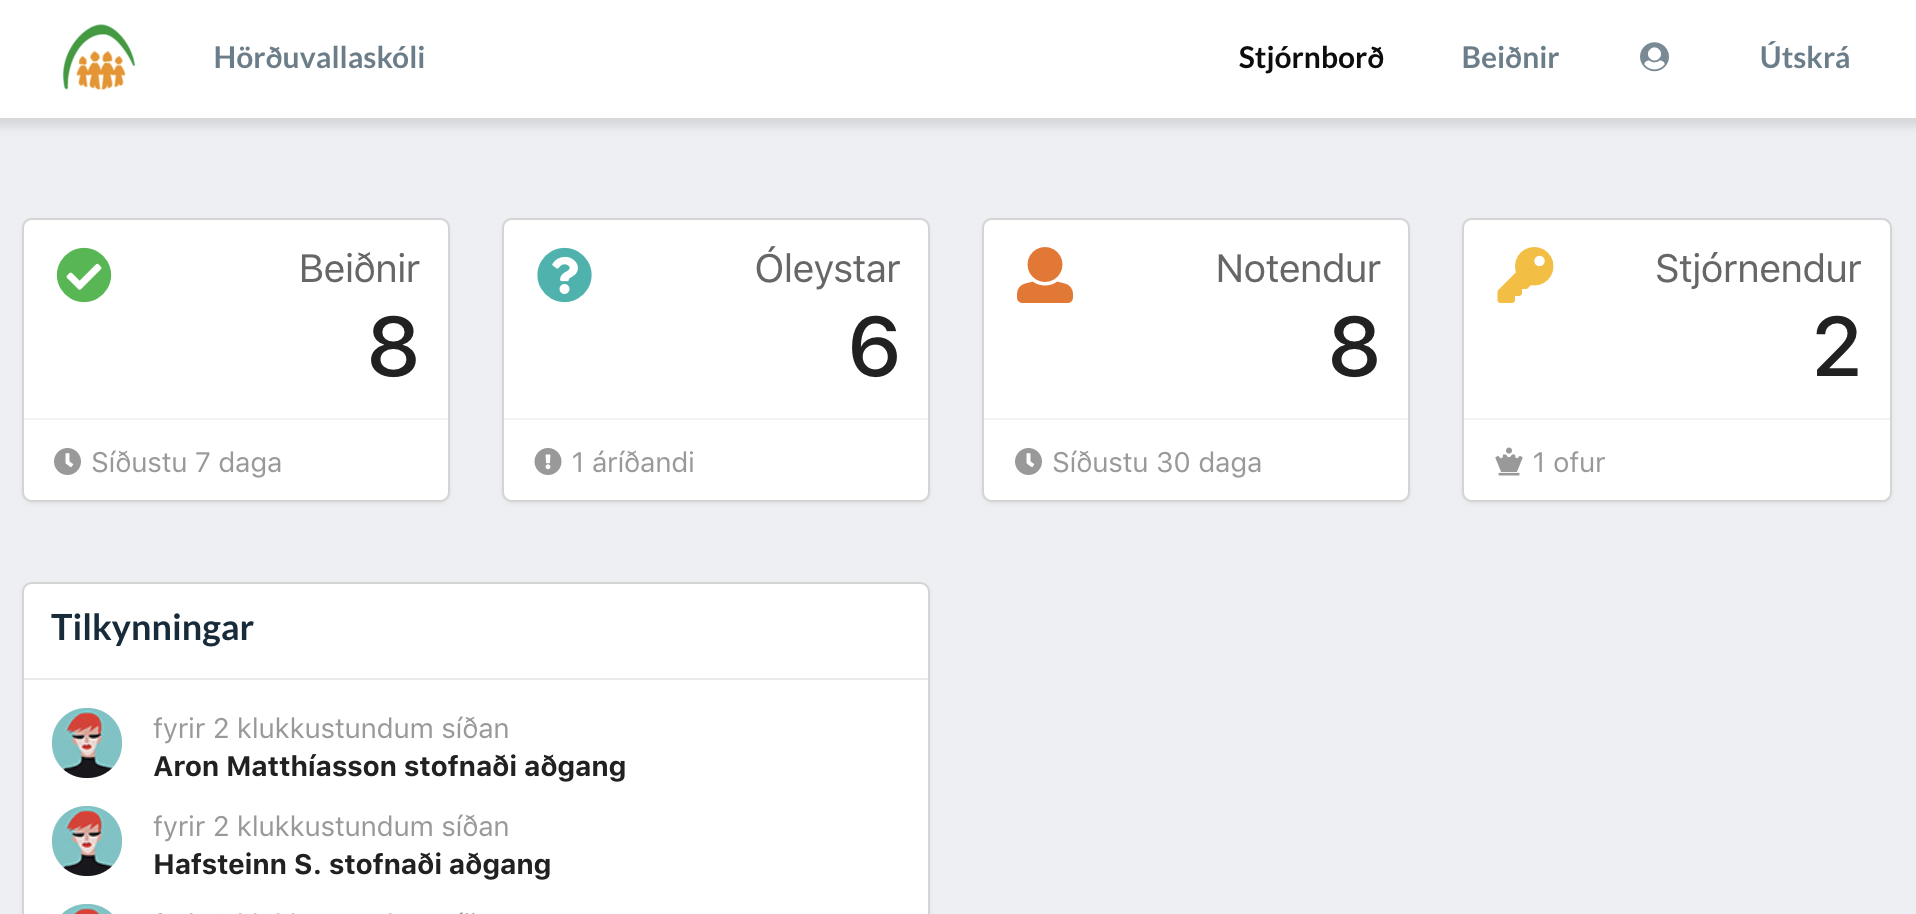 Hörðuvallaskóli
Stjórnborð
Beiðnir
Útskrá
Beiðnir
8
Síðustu 7 daga
Óleystar
6
1 áríðandi
Notendur
8
Síðustu 30 daga
Stjórnendur
2
1 ofur
Tilkynningar
fyrir 2 klukkustundum síðan
Aron Matthíasson stofnaði aðgang
fyrir 2 klukkustundum síðan
Hafsteinn S. stofnaði aðgang